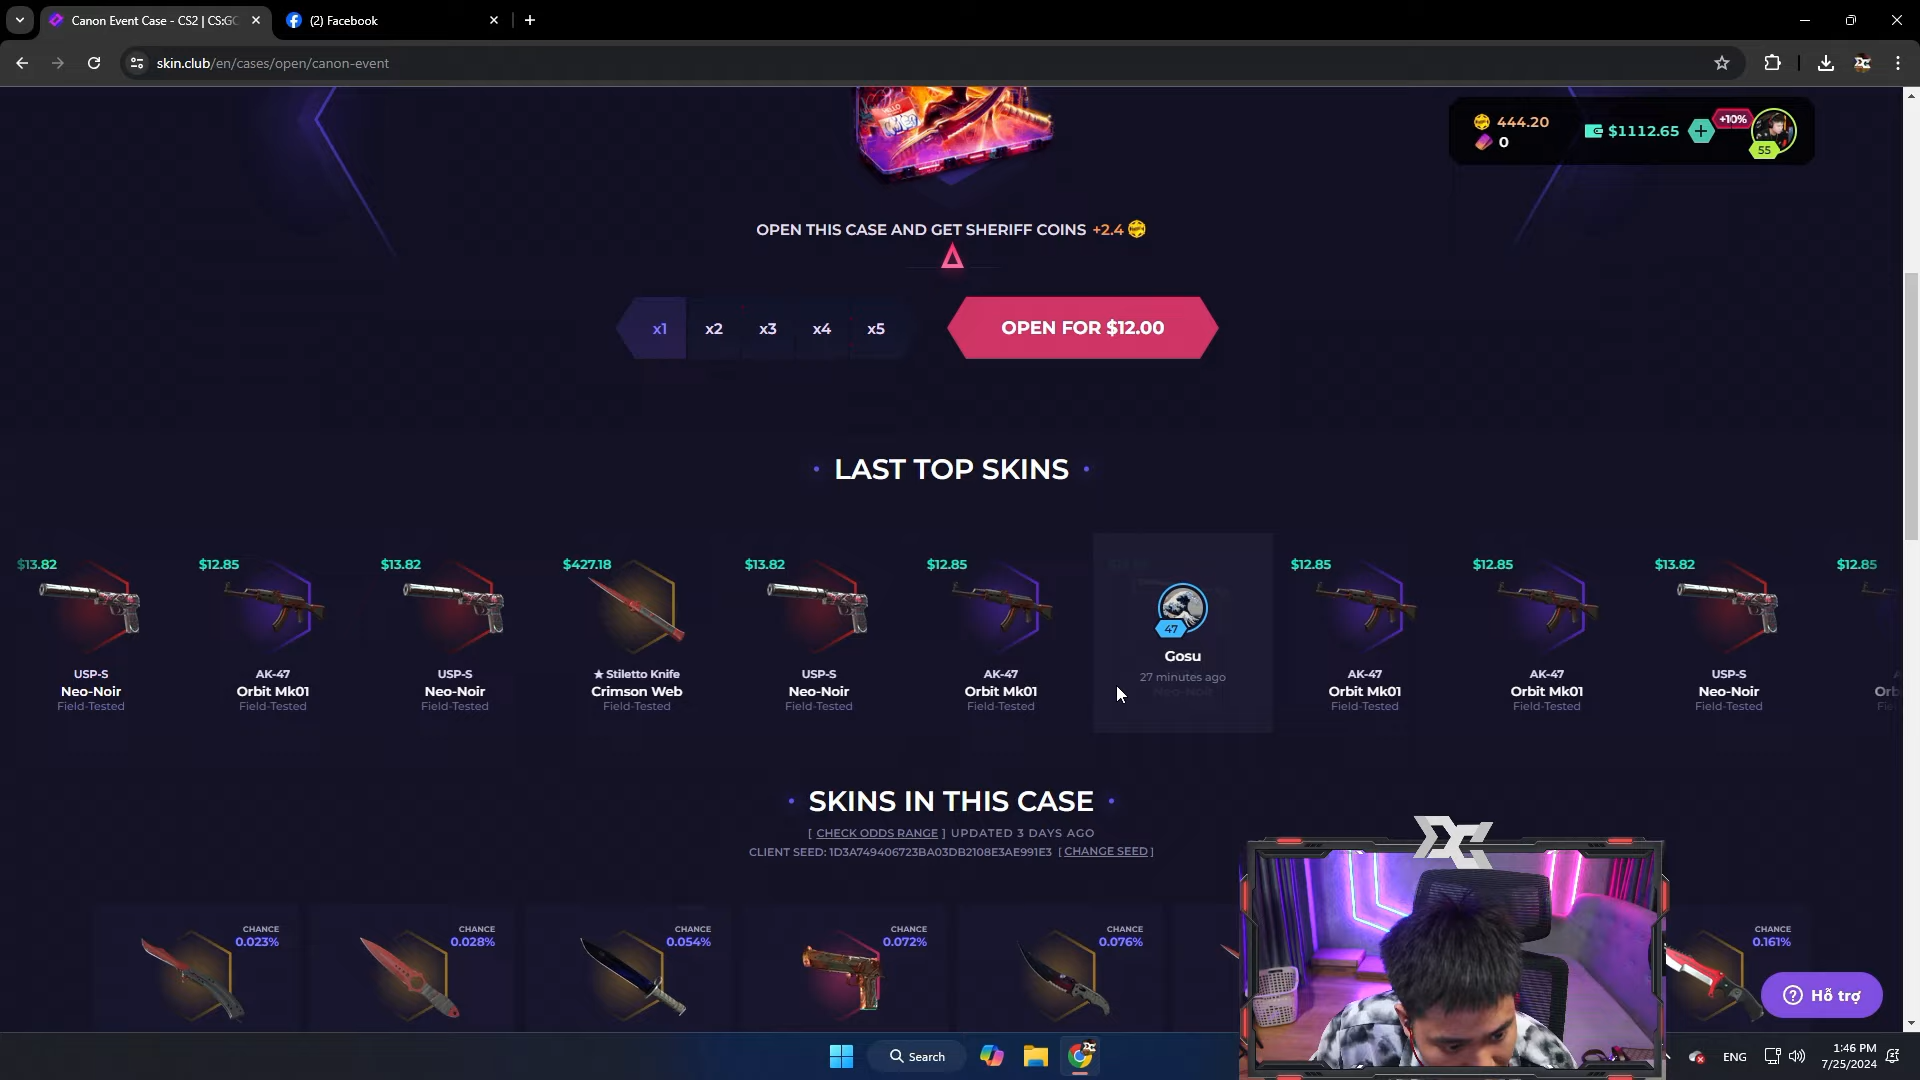 Canon Event Case - CS2 | CS:GO
(2) Facebook
skin.club/en/cases/open/canon-event
444.20
0
$1112.65
+10%
55
OPEN THIS CASE AND GET SHERIFF COINS +2.4
x1 x2 x3 x4 x5
OPEN FOR $12.00
LAST TOP SKINS
$13.82 $12.85 $13.82 $427.18 $13.82 $12.85 $12.85 $12.85 $13.82 $12.85
47
Gosu
27 minutes ago
USP-S AK-47 USP-S ★ Stiletto Knife USP-S AK-47 AK-47 AK-47 USP-S
Neo-Noir Orbit Mk01 Neo-Noir Crimson Web Neo-Noir Orbit Mk01 Neo-Noir Orbit Mk01 Orbit Mk01 Neo-Noir Orb
Field-Tested Field-Tested Field-Tested Field-Tested Field-Tested Field-Tested Field-Tested Field-Tested Field-Tested
SKINS IN THIS CASE
[ CHECK ODDS RANGE ] UPDATED 3 DAYS AGO
CLIENT SEED: 1D3A749406723BA03DB2108E3AE991E3 [ CHANGE SEED ]
CHANCE CHANCE CHANCE CHANCE CHANCE CHANCE
0.023% 0.028% 0.054% 0.072% 0.076% 0.161%
Hỗ trợ
Search
ENG
1:46 PM
7/25/2024